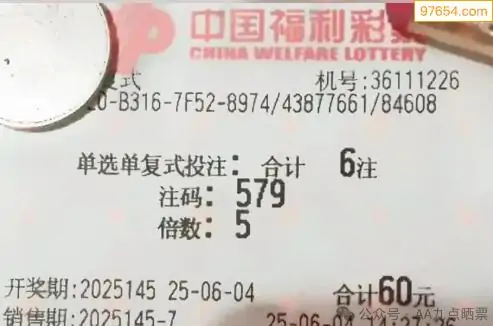 97654.com
中国福利彩
CHINA WELFARE LOTTERY
式 机号:36111226
-B316-7F52-8974/43877661/84608
单选单复式投注: 合计 6注
注码: 579
倍数: 5
开奖期:2025145 25-06-04 合计60元
销售期:2025145-7 25-06-04
公众号:AA九点晒票